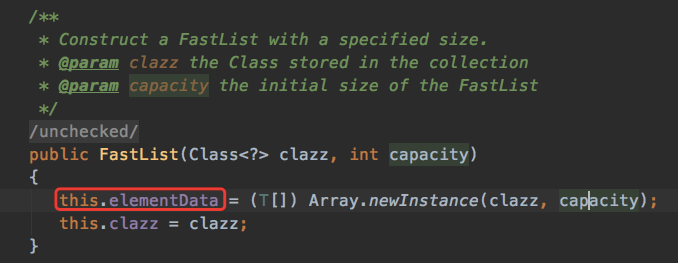 /**
* Construct a FastList with a specified size.
* @param clazz the Class stored in the collection
* @param capacity the initial size of the FastList
*/
/unchecked/
public FastList(Class<?> clazz, int capacity)
{
this.elementData = (T[]) Array.newInstance(clazz, capacity);
this.clazz = clazz;
}